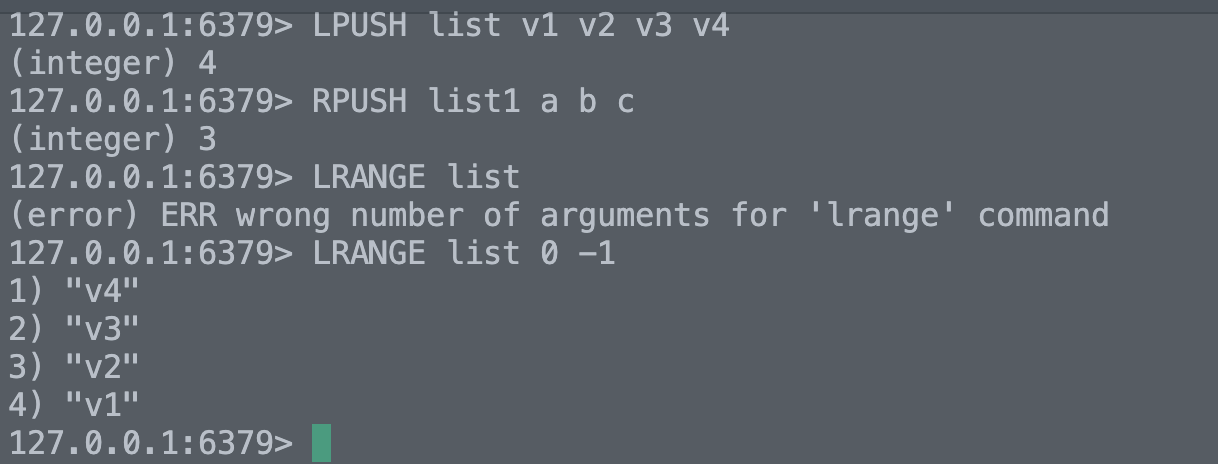 127.0.0.1:6379> LPUSH list v1 v2 v3 v4
(integer) 4
127.0.0.1:6379> RPUSH list1 a b c
(integer) 3
127.0.0.1:6379> LRANGE list
(error) ERR wrong number of arguments for 'lrange' command
127.0.0.1:6379> LRANGE list 0 -1
1) "v4"
2) "v3"
3) "v2"
4) "v1"
127.0.0.1:6379>